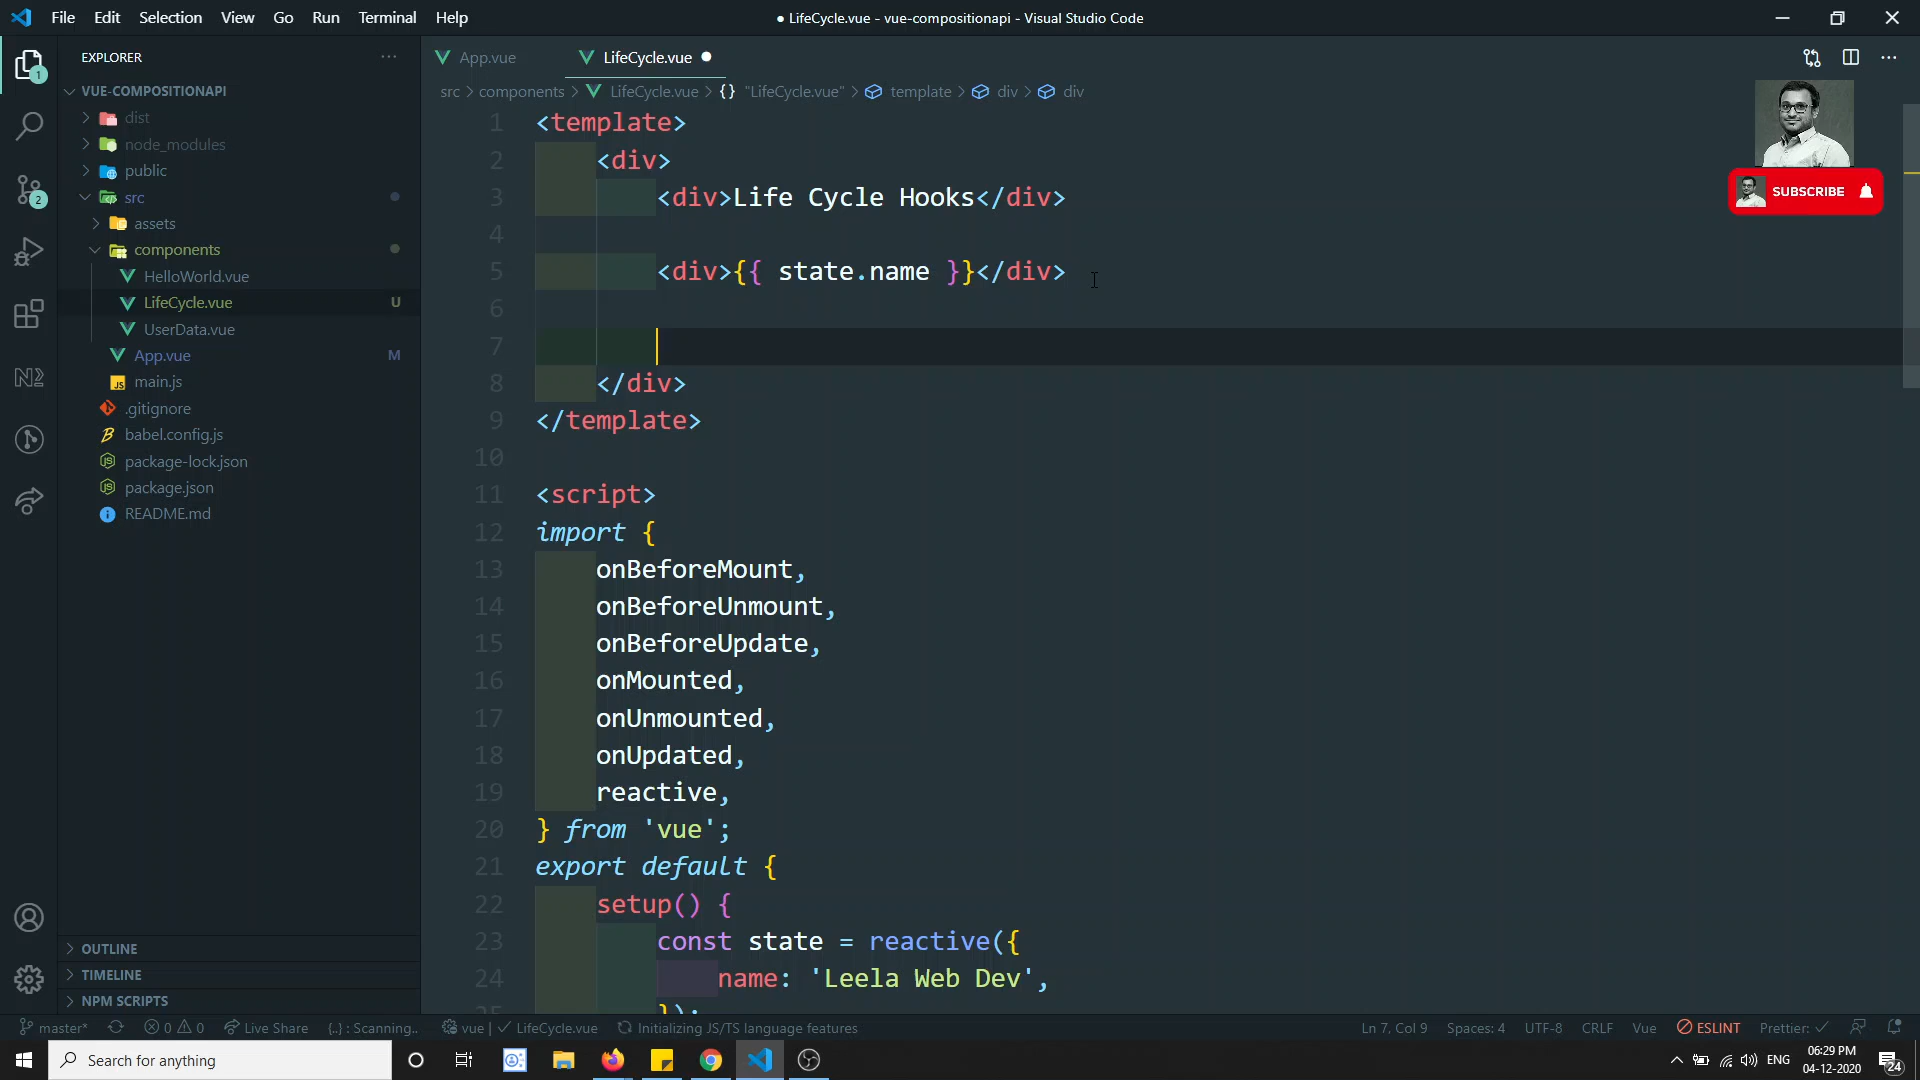 File Edit Selection View Go Run Terminal Help
● LifeCycle.vue - vue-compositionapi - Visual Studio Code
EXPLORER
VUE-COMPOSITIONAPI
dist
node_modules
public
src
assets
components
HelloWorld.vue
LifeCycle.vue U
UserData.vue
App.vue M
main.js
.gitignore
babel.config.js
package-lock.json
package.json
README.md
OUTLINE
TIMELINE
NPM SCRIPTS
1
2
App.vue LifeCycle.vue ●
src > components > LifeCycle.vue > {} "LifeCycle.vue" > template > div > div
1 <template>
2 <div>
3 <div>Life Cycle Hooks</div>
4
5 <div>{{ state.name }}</div>
6
7
8 </div>
9 </template>
10
11 <script>
12 import {
13 onBeforeMount,
14 onBeforeUnmount,
15 onBeforeUpdate,
16 onMounted,
17 onUnmounted,
18 onUpdated,
19 reactive,
20 } from 'vue';
21 export default {
22 setup() {
23 const state = reactive({
24 name: 'Leela Web Dev',
25 });
SUBSCRIBE
master* 0 0 Live Share {..} : Scanning.. vue | LifeCycle.vue Initializing JS/TS language features Ln 7, Col 9 Spaces: 4 UTF-8 CRLF Vue ESLINT Prettier: ✓
Search for anything
ENG
06:29 PM
04-12-2020
24